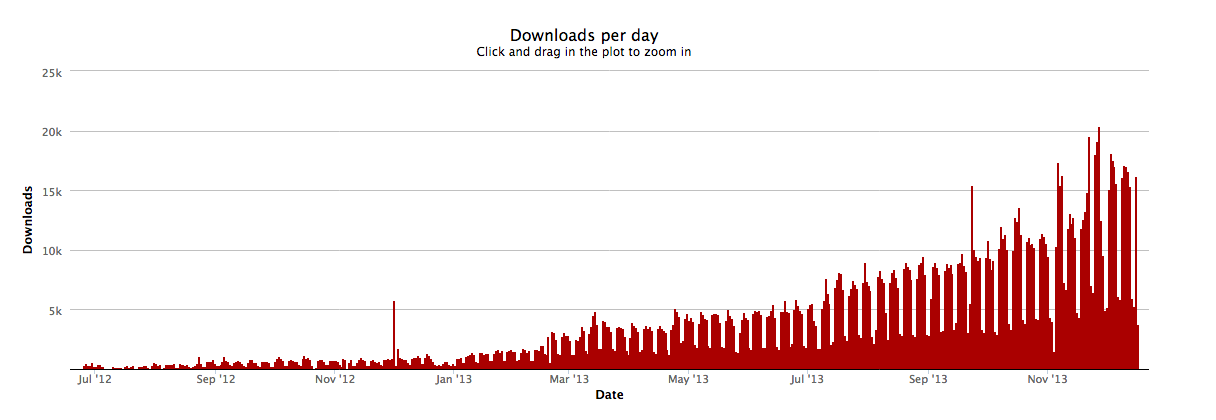 Downloads per day
Click and drag in the plot to zoom in
25k
20k
15k
10k
5k
Downloads
Jul '12
Sep '12
Nov '12
Jan '13
Mar '13
May '13
Jul '13
Sep '13
Nov '13
Date